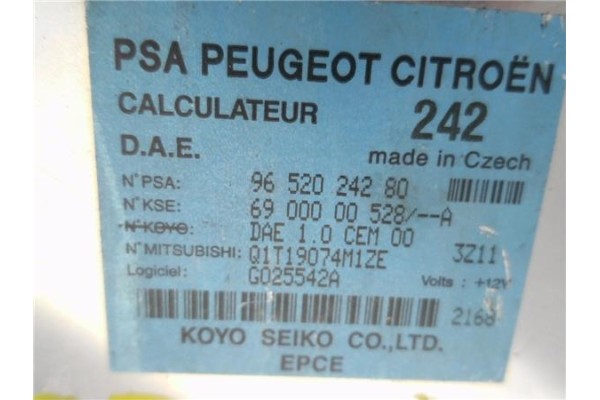 PSA PEUGEOT CITROËN
CALCULATEUR 242
D.A.E. made in Czech
N°PSA: 96 520 242 80
N°KSE: 69 000 00 528/--A
N°KOYO: DAE 1.0 CEM 00
N°MITSUBISHI: Q1T19074M1ZE 3Z11
Logiciel: G025542A Volts : +12V
2168
KOYO SEIKO CO.,LTD.
EPCE